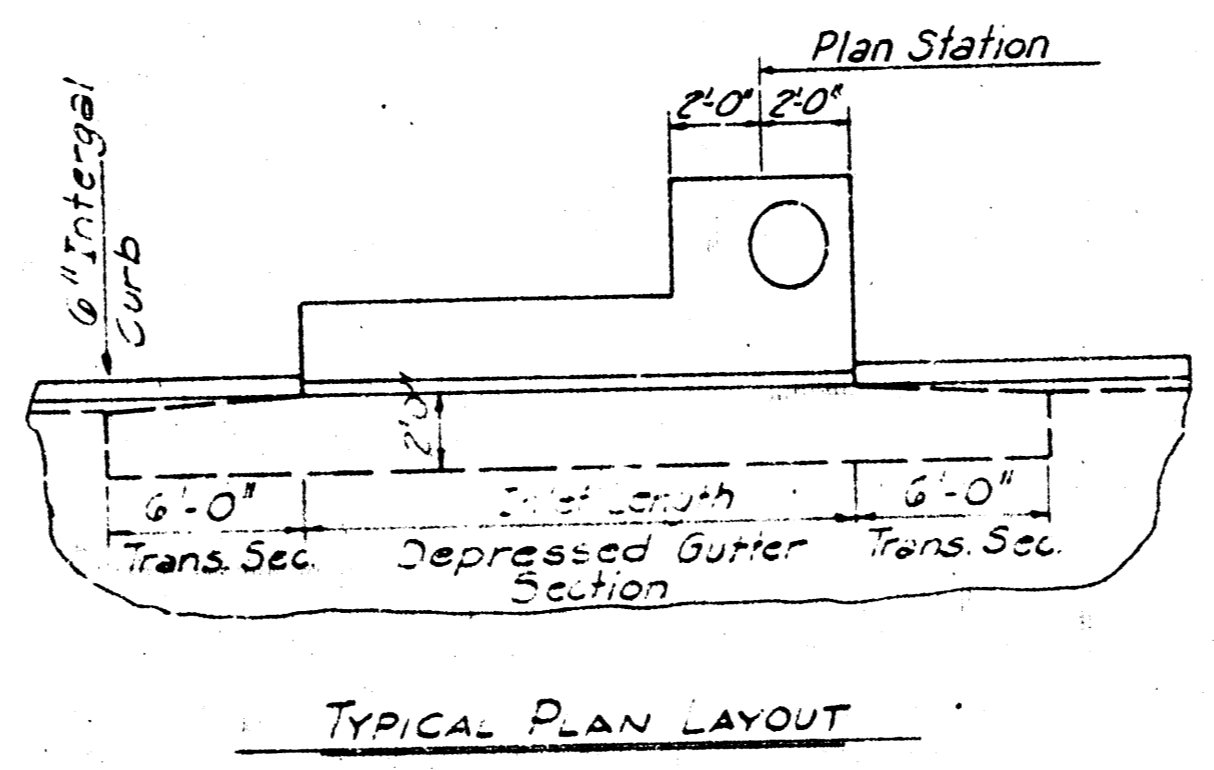 Plan Station
2'-0" 2'-0"
6" Intergal
Curb
2'0"
6'-0" Inlet Length 6'-0"
Trans. Sec. Depressed Gutter Trans. Sec.
Section
TYPICAL PLAN LAYOUT